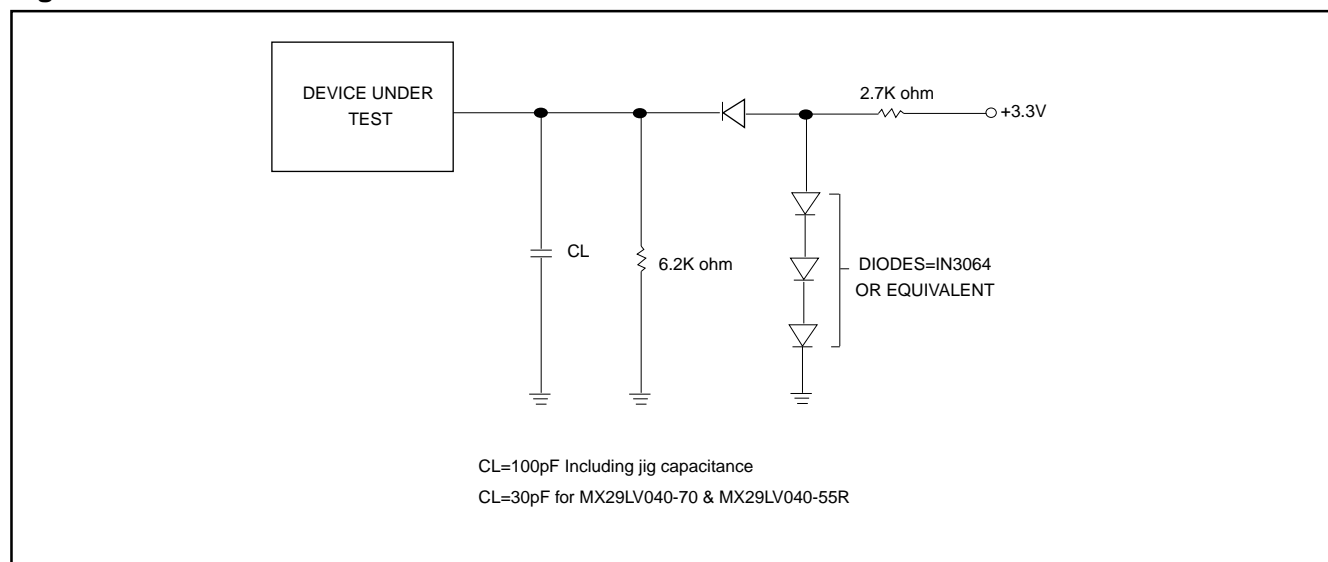 DEVICE UNDER
TEST
2.7K ohm
+3.3V
CL
6.2K ohm
DIODES=IN3064
OR EQUIVALENT
CL=100pF Including jig capacitance
CL=30pF for MX29LV040-70 & MX29LV040-55R